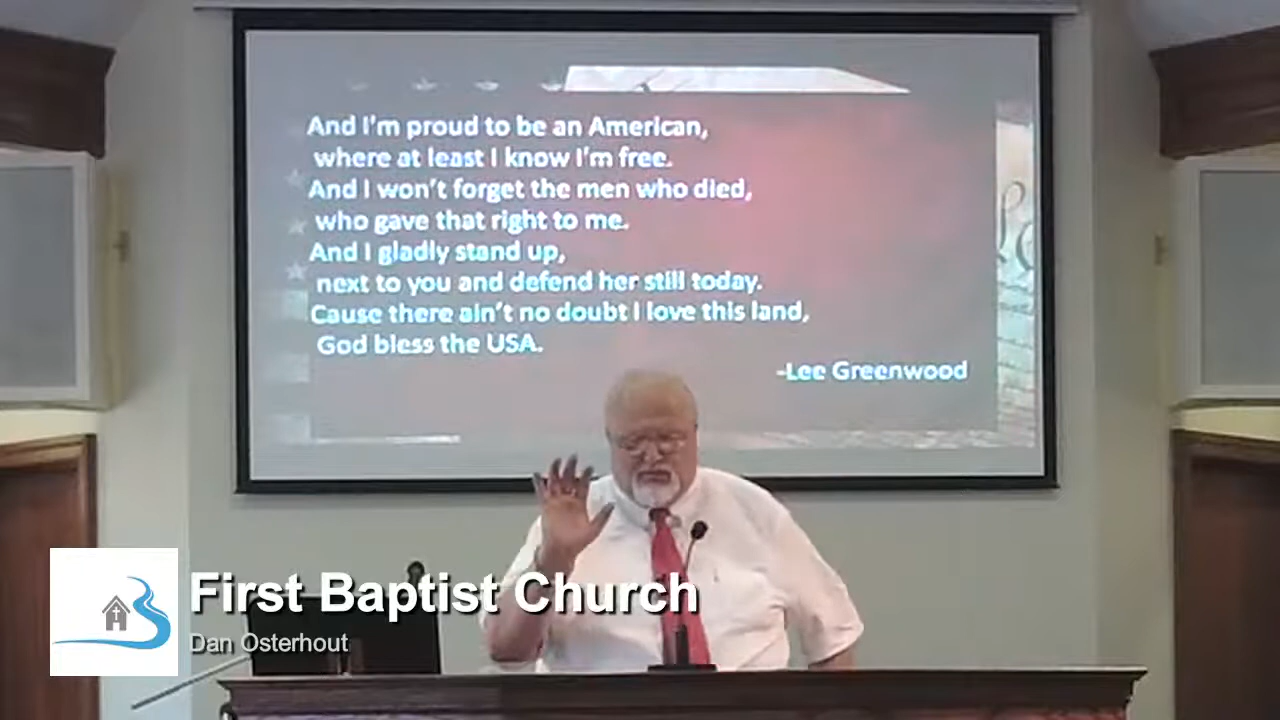 And I'm proud to be an American,
where at least I know I'm free.
And I won't forget the men who died,
who gave that right to me.
And I gladly stand up,
next to you and defend her still today.
Cause there ain't no doubt I love this land,
God bless the USA.
-Lee Greenwood
First Baptist Church
Dan Osterhout